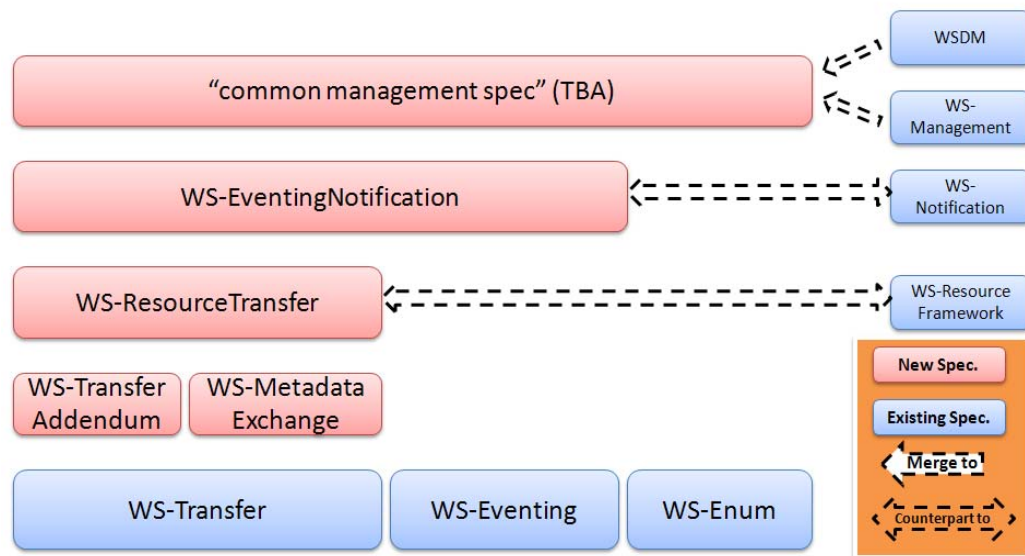 WSDM
“common management spec” (TBA)
WS-
Management
WS-EventingNotification
WS-
Notification
WS-ResourceTransfer
WS-Resource
Framework
WS-Transfer
Addendum
WS-Metadata
Exchange
New Spec.
Existing Spec.
Merge to
Counterpart to
WS-Transfer
WS-Eventing
WS-Enum